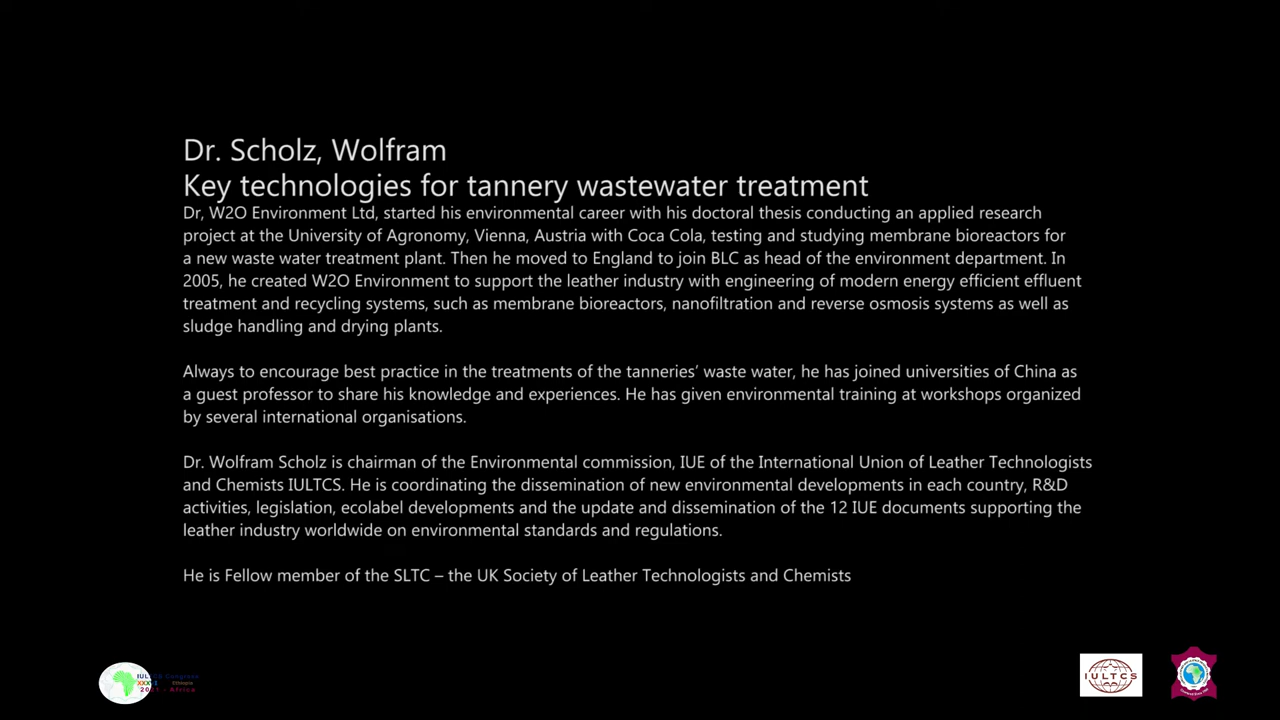 Dr. Scholz, Wolfram
Key technologies for tannery wastewater treatment
Dr, W2O Environment Ltd, started his environmental career with his doctoral thesis conducting an applied research
project at the University of Agronomy, Vienna, Austria with Coca Cola, testing and studying membrane bioreactors for
a new waste water treatment plant. Then he moved to England to join BLC as head of the environment department. In
2005, he created W2O Environment to support the leather industry with engineering of modern energy efficient effluent
treatment and recycling systems, such as membrane bioreactors, nanofiltration and reverse osmosis systems as well as
sludge handling and drying plants.
Always to encourage best practice in the treatments of the tanneries’ waste water, he has joined universities of China as
a guest professor to share his knowledge and experiences. He has given environmental training at workshops organized
by several international organisations.
Dr. Wolfram Scholz is chairman of the Environmental commission, IUE of the International Union of Leather Technologists
and Chemists IULTCS. He is coordinating the dissemination of new environmental developments in each country, R&D
activities, legislation, ecolabel developments and the update and dissemination of the 12 IUE documents supporting the
leather industry worldwide on environmental standards and regulations.
He is Fellow member of the SLTC – the UK Society of Leather Technologists and Chemists
IULTCS Congress
XXXVI Ethiopia
Africa
IULTCS